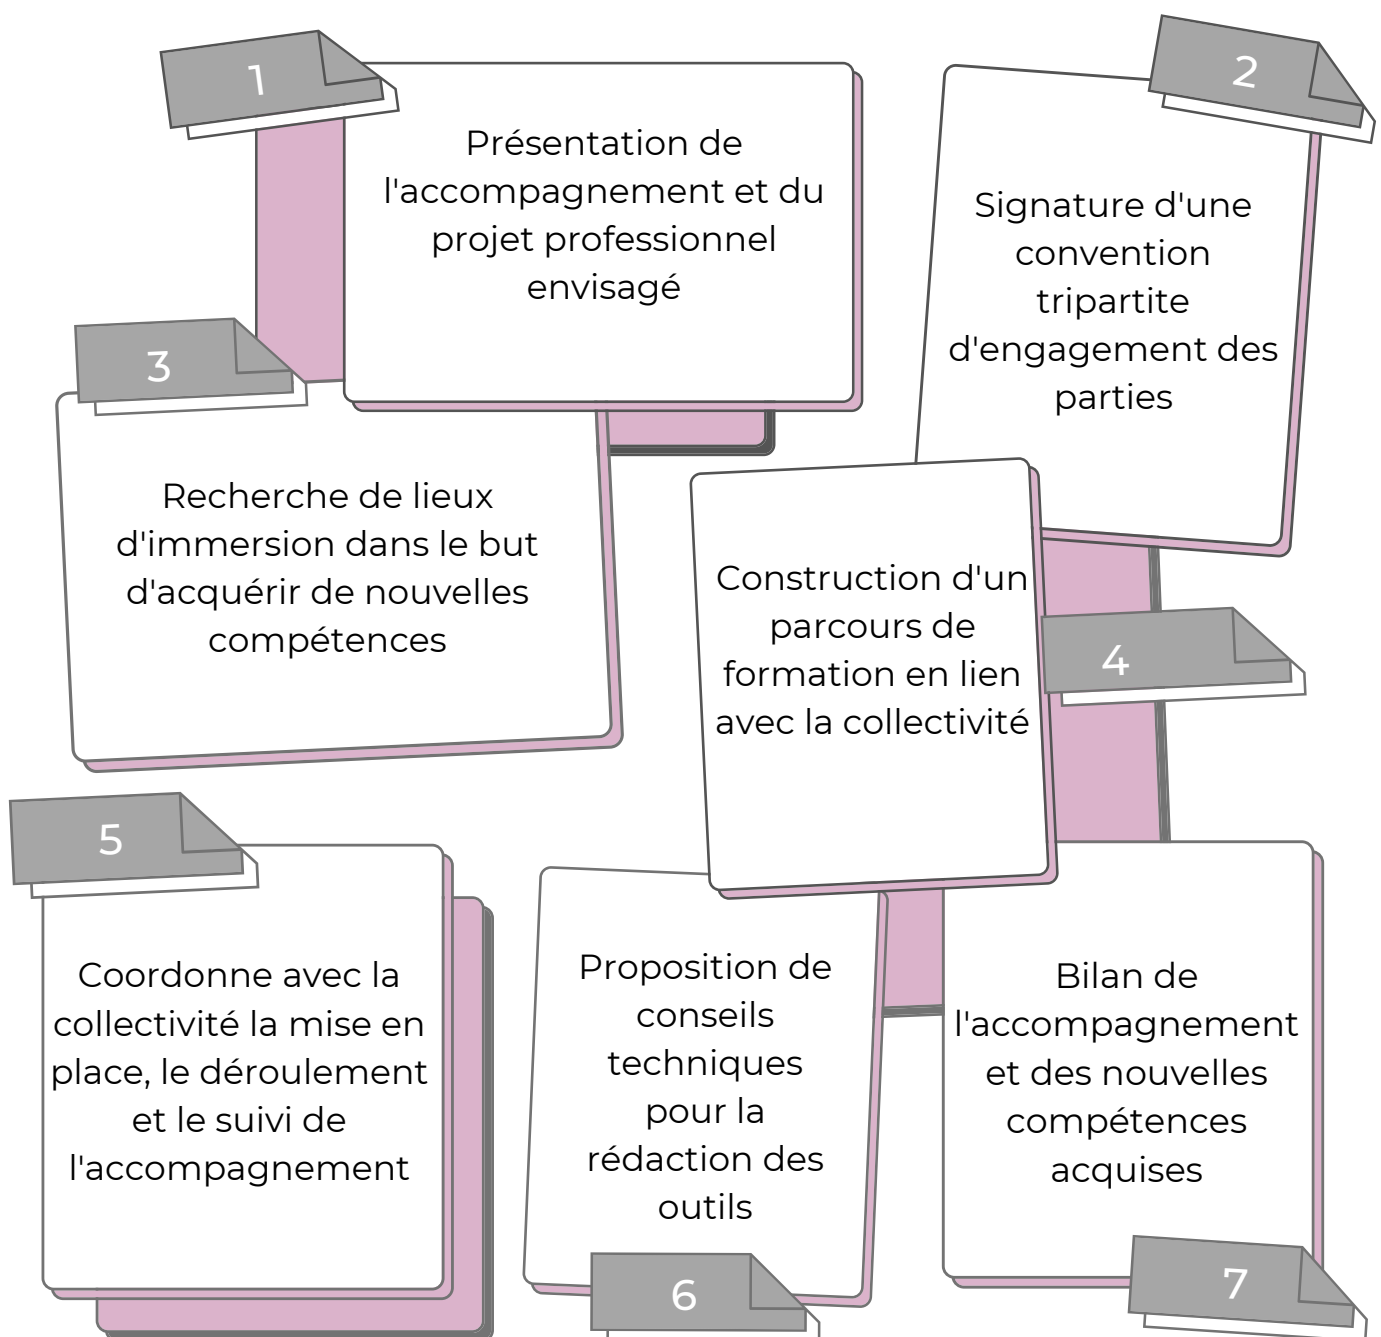 1
Présentation de
l'accompagnement et du
projet professionnel
envisagé
2
Signature d'une
convention
tripartite
d'engagement des
parties
3
Recherche de lieux
d'immersion dans le but
d'acquérir de nouvelles
compétences
4
Construction d'un
parcours de
formation en lien
avec la collectivité
5
Coordonne avec la
collectivité la mise en
place, le déroulement
et le suivi de
l'accompagnement
Proposition de
conseils
techniques
pour la
rédaction des
outils
6
Bilan de
l'accompagnement
et des nouvelles
compétences
acquises
7